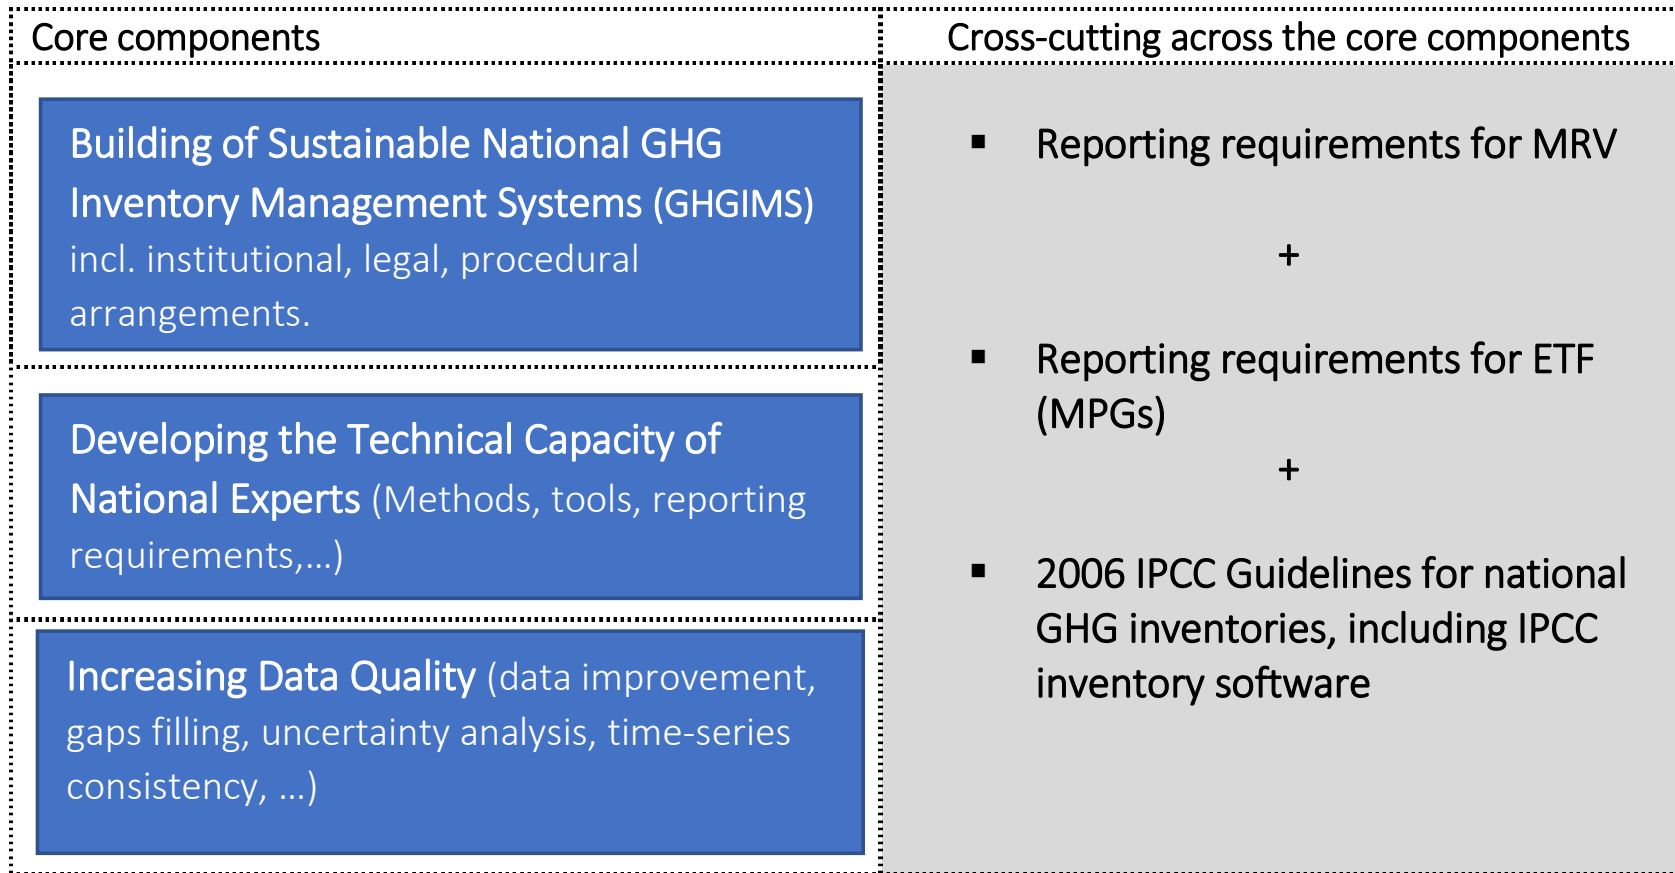 Core components
Building of Sustainable National GHG
Inventory Management Systems (GHGIMS)
incl. institutional, legal, procedural
arrangements.
Developing the Technical Capacity of
National Experts (Methods, tools, reporting
requirements,...)
Increasing Data Quality (data improvement,
gaps filling, uncertainty analysis, time-series
consistency, ...)
Cross-cutting across the core components
▪ Reporting requirements for MRV
+
▪ Reporting requirements for ETF
(MPGs)
+
▪ 2006 IPCC Guidelines for national
GHG inventories, including IPCC
inventory software